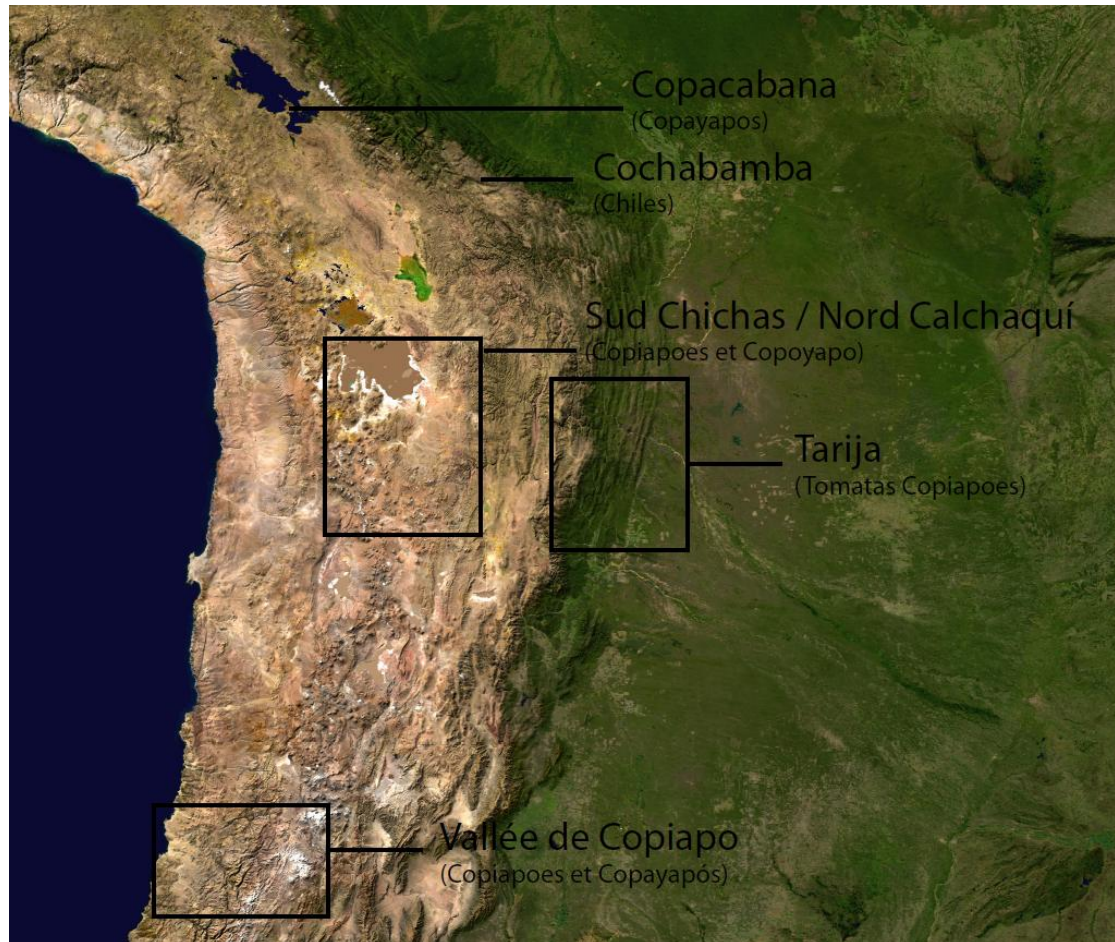 Copacabana
(Copayapos)
Cochabamba
(Chiles)
Sud Chichas / Nord Calchaquí
(Copiapoes et Copoyapo)
Tarija
(Tomatas Copiapoes)
Vallée de Copiapo
(Copiapoes et Copayapós)